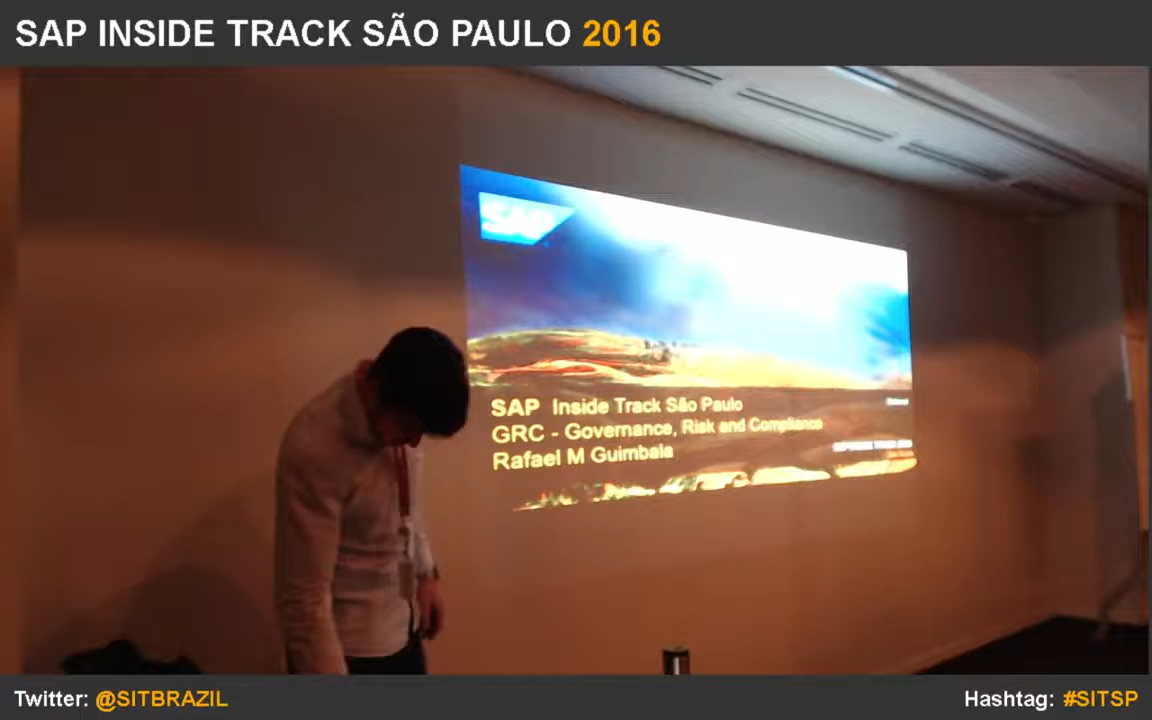 SAP INSIDE TRACK SÃO PAULO 2016
SAP
SAP Inside Track São Paulo
GRC - Governance, Risk and Compliance
Rafael M Guimbala
Twitter: @SITBRAZIL
Hashtag: #SITSP